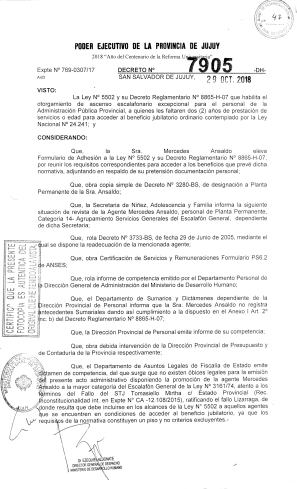 PODER EJECUTIVO DE LA PROVINCIA DE JUJUY
2018 "Año del Centenario de la Reforma Universitaria"
Expte Nº 769-0307/17
DECRETO Nº 7905 -DH-
SAN SALVADOR DE JUJUY, 29 OCT. 2018
VISTO:
La Ley Nº 5502 y su Decreto Reglamentario Nº 8865-H-07 que habilita el
otorgamiento de ascenso escalafonario excepcional para el personal de la
Administración Pública Provincial, a quienes les faltaren dos (2) años de prestación de
servicios o edad para acceder al beneficio jubilatorio ordinario contemplado por la Ley
Nacional Nº 24.241; y
CONSIDERANDO:
Que, la Sra. Mercedes Ansaldo eleva
Formulario de Adhesión a la Ley Nº 5502 y su Decreto Reglamentario Nº 8865-H-07,
por reunir los requisitos correspondientes para acceder a los beneficios que prevé dicha
normativa, adjuntando en respaldo de su pretensión documentación personal;
Que, obra copia simple de Decreto Nº 3280-BS, de designación a Planta
Permanente de la Sra. Ansaldo;
Que, la Secretaría de Niñez, Adolescencia y Familia informa la siguiente
situación de revista de la Agente Mercedes Ansaldo, personal de Planta Permanente,
Categoría 14- Agrupamiento Servicios Generales del Escalafón General, dependiente
de dicha Secretaría;
Que, rola Decreto Nº 3733-BS, de fecha 29 de Junio de 2005, mediante el
cual se dispone la readecuación de la mencionada agente;
Que, obra Certificación de Servicios y Remuneraciones Formulario PS6.2
de ANSES;
Que, rola informe de competencia emitido por el Departamento Personal de
la Dirección General de Administración del Ministerio de Desarrollo Humano;
Que, el Departamento de Sumarios y Dictámenes dependiente de la
Dirección Provincial de Personal informa que la Sra. Mercedes Ansaldo no registra
antecedentes Sumariales dando así cumplimiento a lo dispuesto en el Anexo I Art. 2º
Inc. b) del Decreto Reglamentario Nº 8865-H-07;
Que, la Dirección Provincial de Personal emite informe de su competencia;
Que, obra debida intervención de la Dirección Provincial de Presupuesto y
de Contaduría de la Provincia respectivamente;
Que, el Departamento de Asuntos Legales de Fiscalía de Estado emite
dictamen de competencia, del que surge que no existen óbices legales para la emisión
del presente acto administrativo disponiendo la promoción de la agente Mercedes
Ansaldo a la mayor categoría del Escalafón General de la Ley Nº 3161/74, atento a los
términos del Fallo del STJ Tomasiello Mirtha c/ Estado Provincial (Rec.
Inconstitucionalidad int. en Expte Nº CA -12.108/2015), ratificando el fallo Lizarraga, de
donde resulta que debe incluirse en los alcances de la Ley Nº 5502 a aquellos agentes
que se encuentren en condiciones de acceder al beneficio jubilatorio, ya que los
requisitos de la normativa constituyen un piso y no criterios excluyentes.-
CERTIFICO QUE LA PRESENTE
FOTOCOPIA ES AUTENTICA DEL
DIRECTOR GENERAL DE DESPACHO
MINISTERIO DE DESARROLLO HUMANO